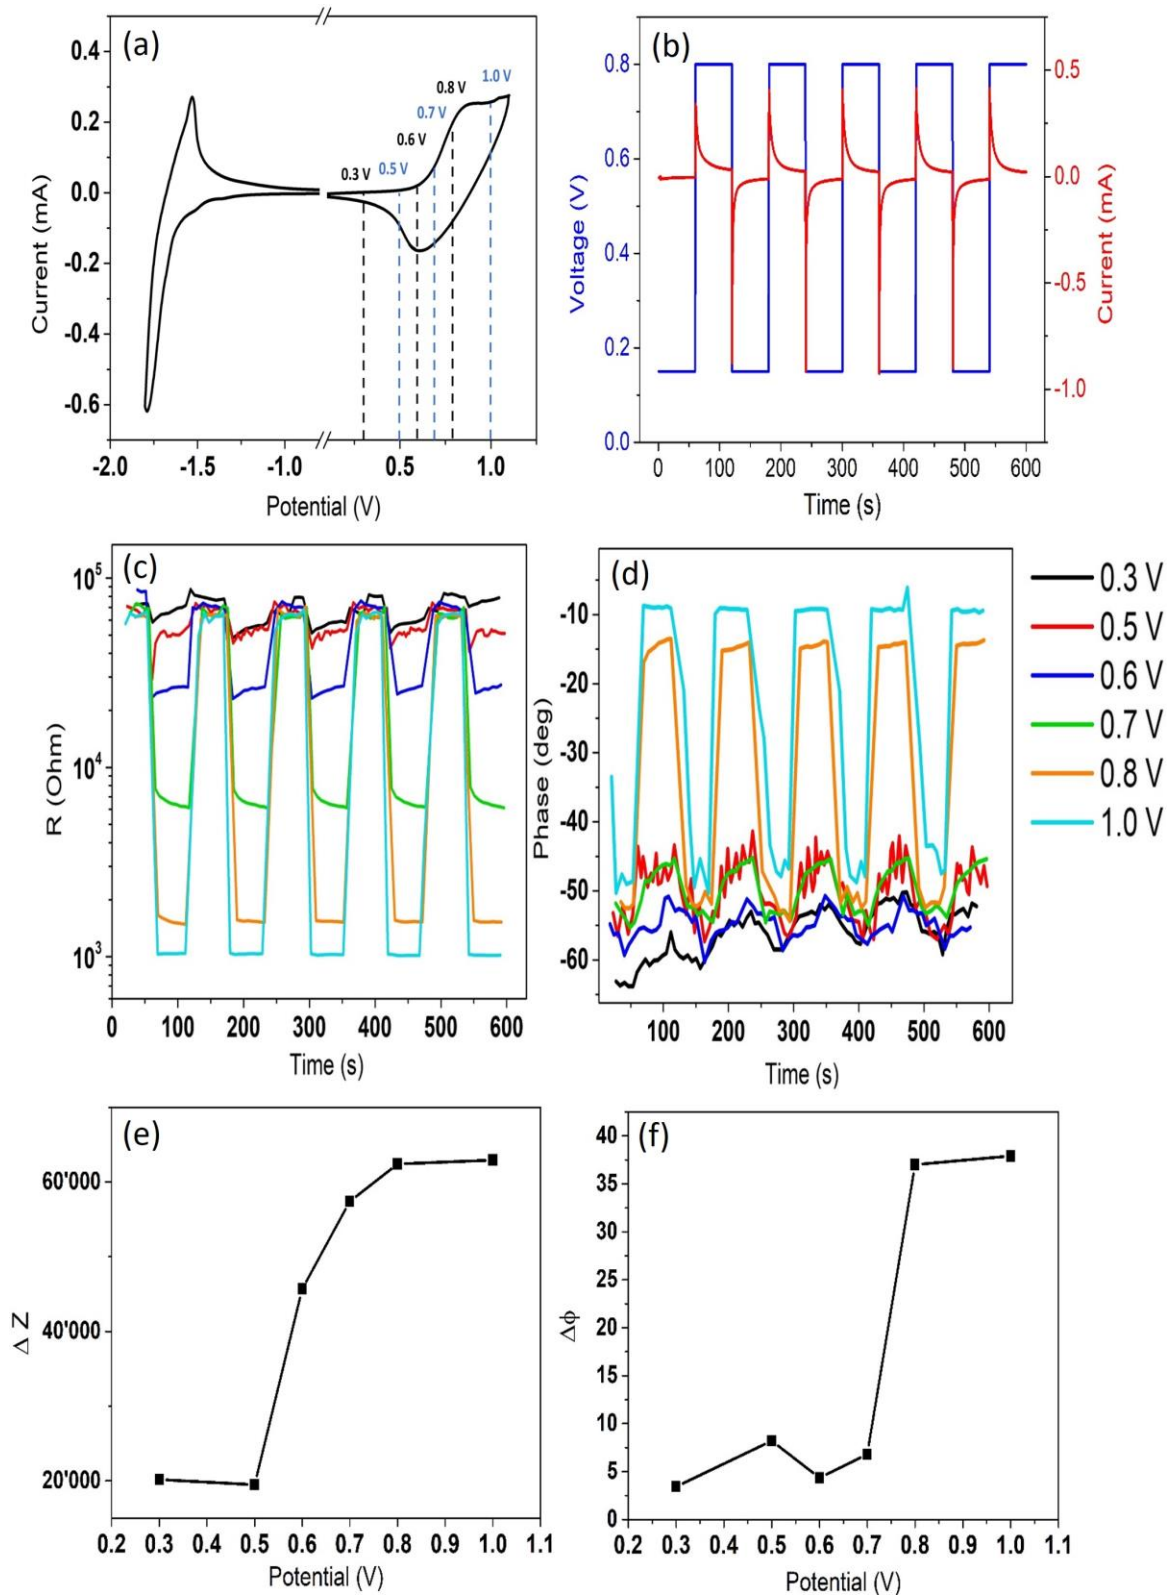 (a)
0.4
0.2
0.0
-0.2
-0.4
-0.6
Current (mA)
0.3 V
0.5 V
0.6 V
0.7 V
0.8 V
1.0 V
-2.0 -1.5 -1.0 0.5 1.0
Potential (V)
(b)
0.8
0.6
0.4
0.2
0.0
Voltage (V)
0.5
0.0
-0.5
-1.0
Current (mA)
0 100 200 300 400 500 600
Time (s)
(c)
10^5
10^4
10^3
R (Ohm)
0 100 200 300 400 500 600
Time (s)
(d)
-10
-20
-30
-40
-50
-60
Phase (deg)
100 200 300 400 500 600
Time (s)
0.3 V
0.5 V
0.6 V
0.7 V
0.8 V
1.0 V
(e)
60'000
40'000
20'000
Δ Z
0.2 0.3 0.4 0.5 0.6 0.7 0.8 0.9 1.0 1.1
Potential (V)
(f)
40
35
30
25
20
15
10
5
0
Δϕ
0.2 0.3 0.4 0.5 0.6 0.7 0.8 0.9 1.0 1.1
Potential (V)